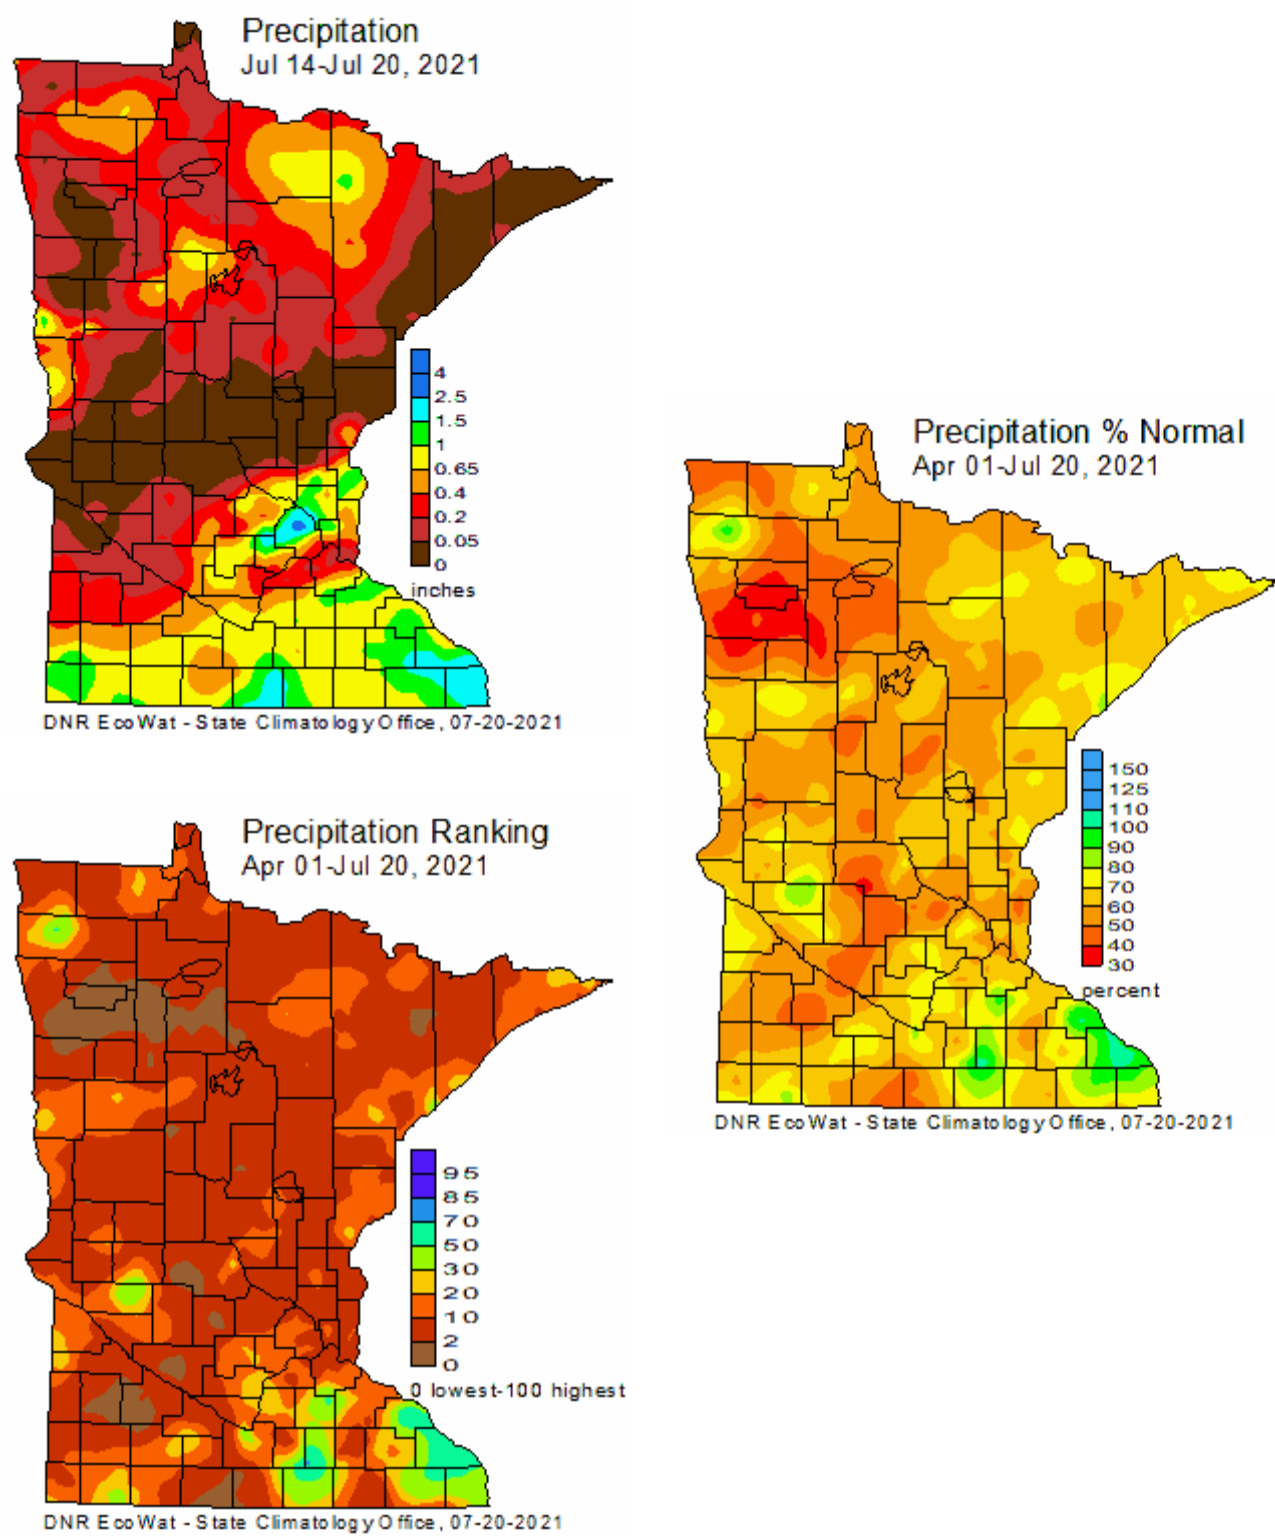 Precipitation
Jul 14-Jul 20, 2021
4
2.5
1.5
1
0.65
0.4
0.2
0.05
0
inches
DNR EcoWat - State Climatology Office, 07-20-2021
Precipitation % Normal
Apr 01-Jul 20, 2021
150
125
110
100
90
80
70
60
50
40
30
percent
DNR EcoWat - State Climatology Office, 07-20-2021
Precipitation Ranking
Apr 01-Jul 20, 2021
95
85
70
50
30
20
10
2
0
0 lowest-100 highest
DNR EcoWat - State Climatology Office, 07-20-2021